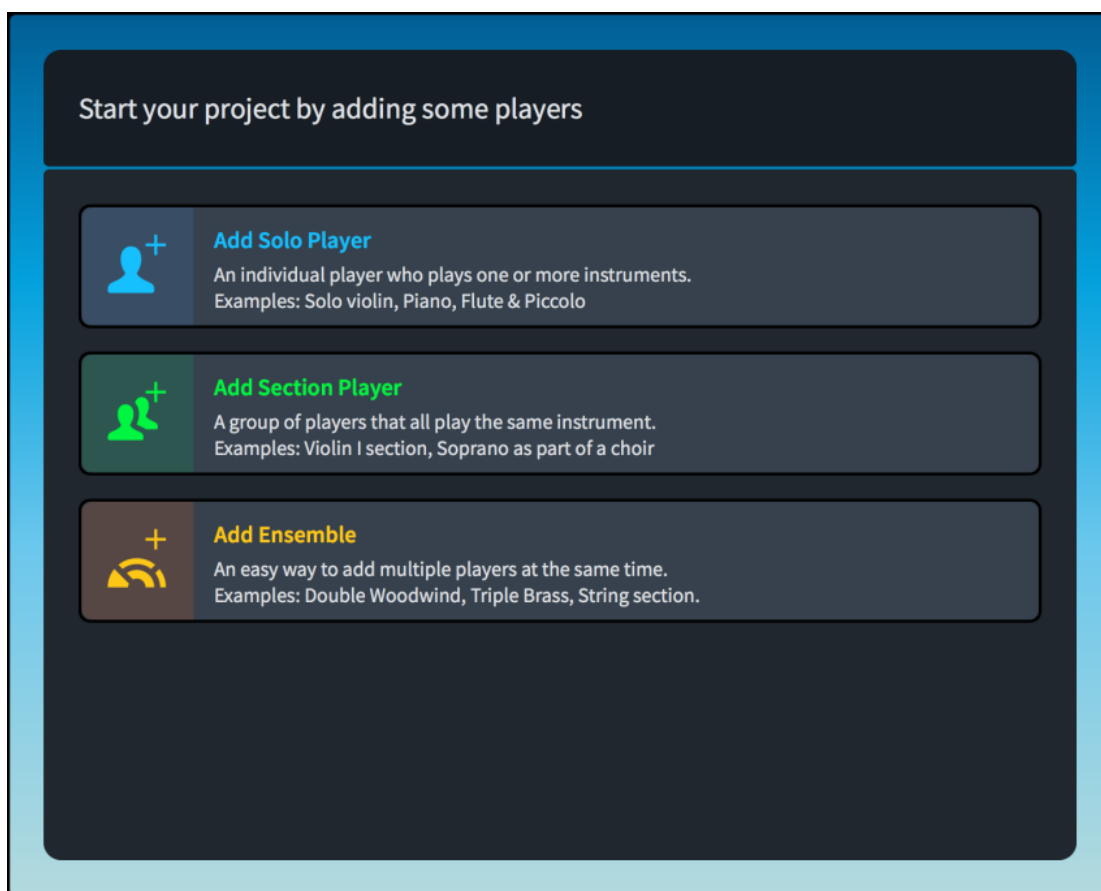 Start your project by adding some players
Add Solo Player
An individual player who plays one or more instruments.
Examples: Solo violin, Piano, Flute & Piccolo
Add Section Player
A group of players that all play the same instrument.
Examples: Violin I section, Soprano as part of a choir
Add Ensemble
An easy way to add multiple players at the same time.
Examples: Double Woodwind, Triple Brass, String section.